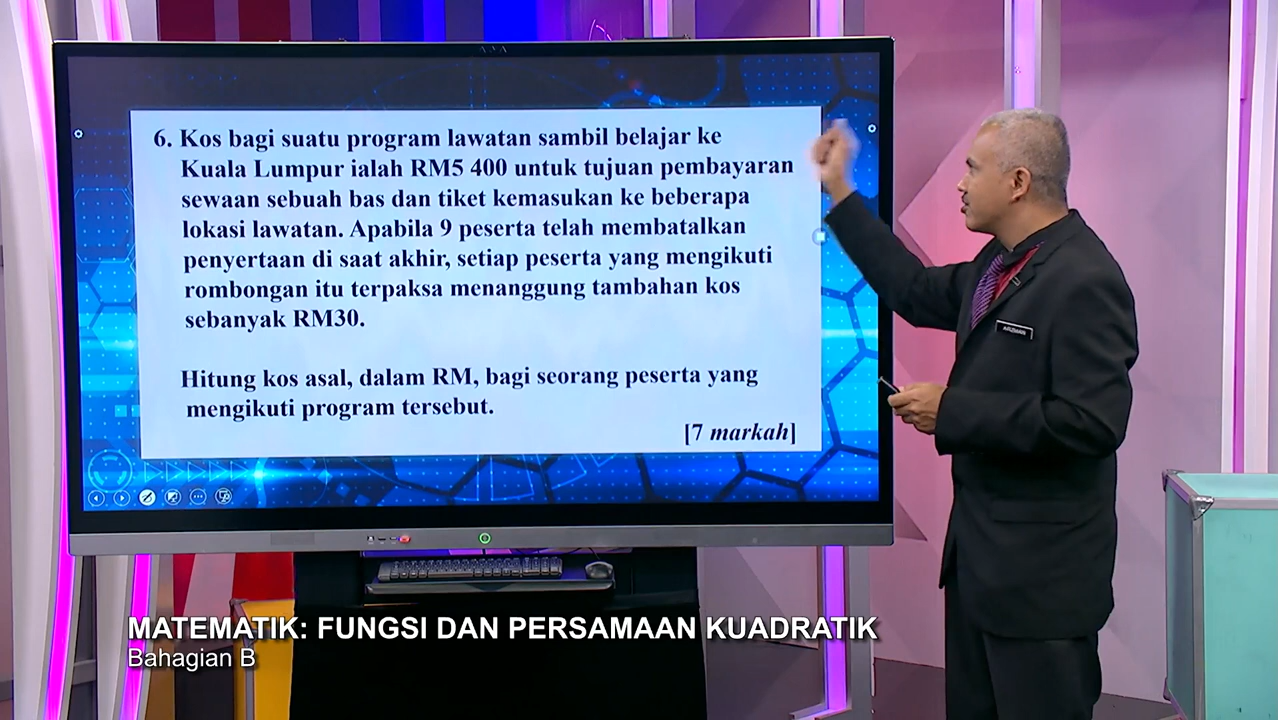 6. Kos bagi suatu program lawatan sambil belajar ke
Kuala Lumpur ialah RM5 400 untuk tujuan pembayaran
sewaan sebuah bas dan tiket kemasukan ke beberapa
lokasi lawatan. Apabila 9 peserta telah membatalkan
penyertaan di saat akhir, setiap peserta yang mengikuti
rombongan itu terpaksa menanggung tambahan kos
sebanyak RM30.
Hitung kos asal, dalam RM, bagi seorang peserta yang
mengikuti program tersebut.
[7 markah]
MATEMATIK: FUNGSI DAN PERSAMAAN KUADRATIK
Bahagian B